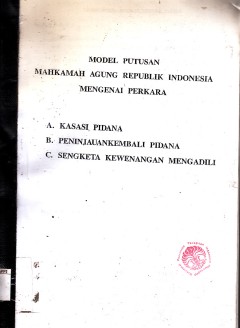 MODEL PUTUSAN
MAHKAMAH AGUNG REPUBLIK INDONESIA
MENGENAI PERKARA
A. KASASI PIDANA
B. PENINJAUANKEMBALI PIDANA
C. SENGKETA KEWENANGAN MENGADILI